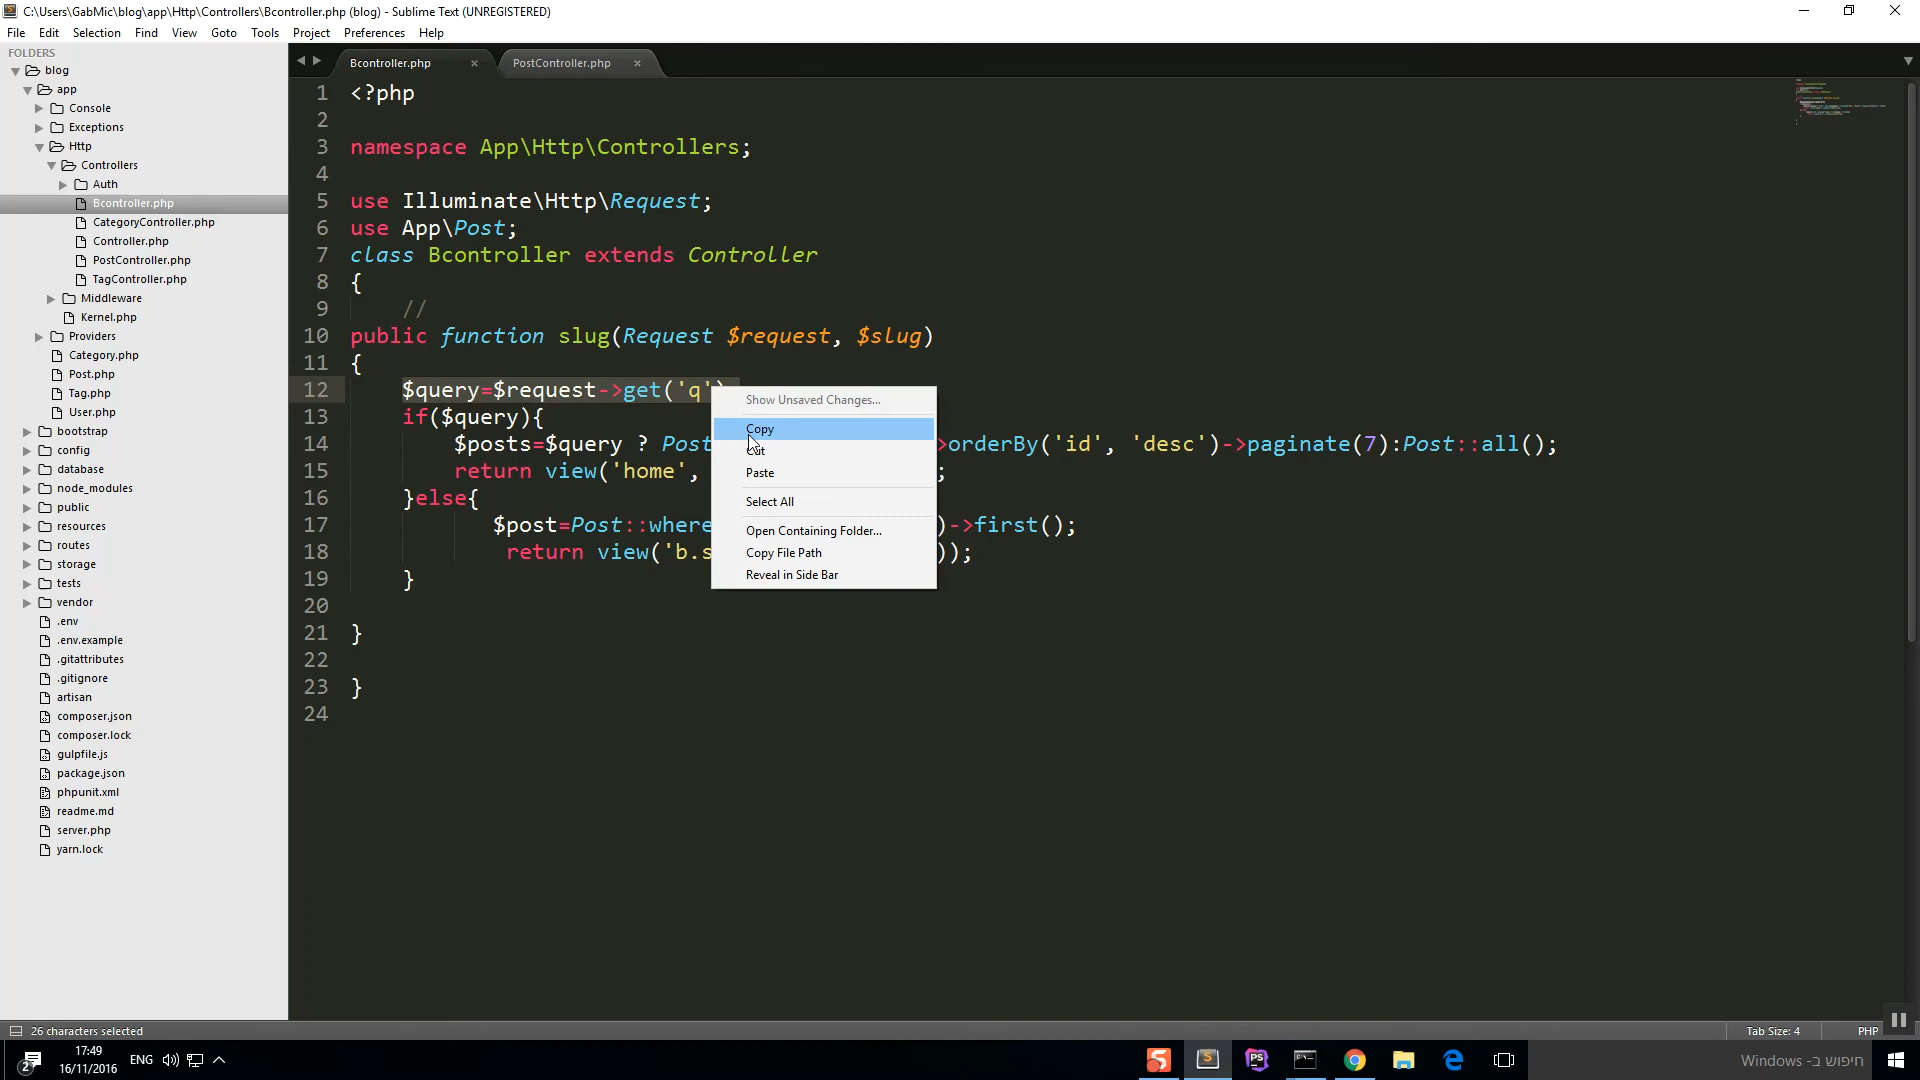 C:\Users\GabMic\blog\app\Http\Controllers\Bcontroller.php (blog) - Sublime Text (UNREGISTERED)
File Edit Selection Find View Goto Tools Project Preferences Help
FOLDERS
blog
app
Console
Exceptions
Http
Controllers
Auth
Bcontroller.php
CategoryController.php
Controller.php
PostController.php
TagController.php
Middleware
Kernel.php
Providers
Category.php
Post.php
Tag.php
User.php
bootstrap
config
database
node_modules
public
resources
routes
storage
tests
vendor
.env
.env.example
.gitattributes
.gitignore
artisan
composer.json
composer.lock
gulpfile.js
package.json
phpunit.xml
readme.md
server.php
yarn.lock
Bcontroller.php × PostController.php ×
1 <?php
2
3 namespace App\Http\Controllers;
4
5 use Illuminate\Http\Request;
6 use App\Post;
7 class Bcontroller extends Controller
8 {
9 //
10 public function slug(Request $request, $slug)
11 {
12 $query=$request->get('q')
13 if($query){
14 $posts=$query ? Post >orderBy('id', 'desc')->paginate(7):Post::all();
15 return view('home', ;
16 }else{
17 $post=Post::where )->first();
18 return view('b.s ));
19 }
20
21 }
22
23 }
24
Show Unsaved Changes...
Copy
Paste
Select All
Open Containing Folder...
Copy File Path
Reveal in Side Bar
26 characters selected
Tab Size: 4
PHP
2
17:49
16/11/2016
ENG
חיפוש ב- Windows